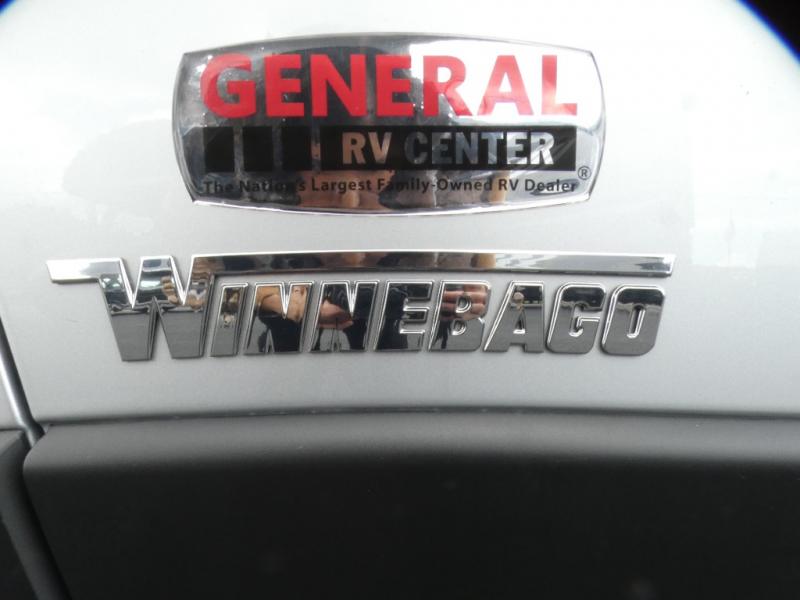 GENERAL
RV CENTER
The Nation's Largest Family-Owned RV Dealer®
WINNEBAGO